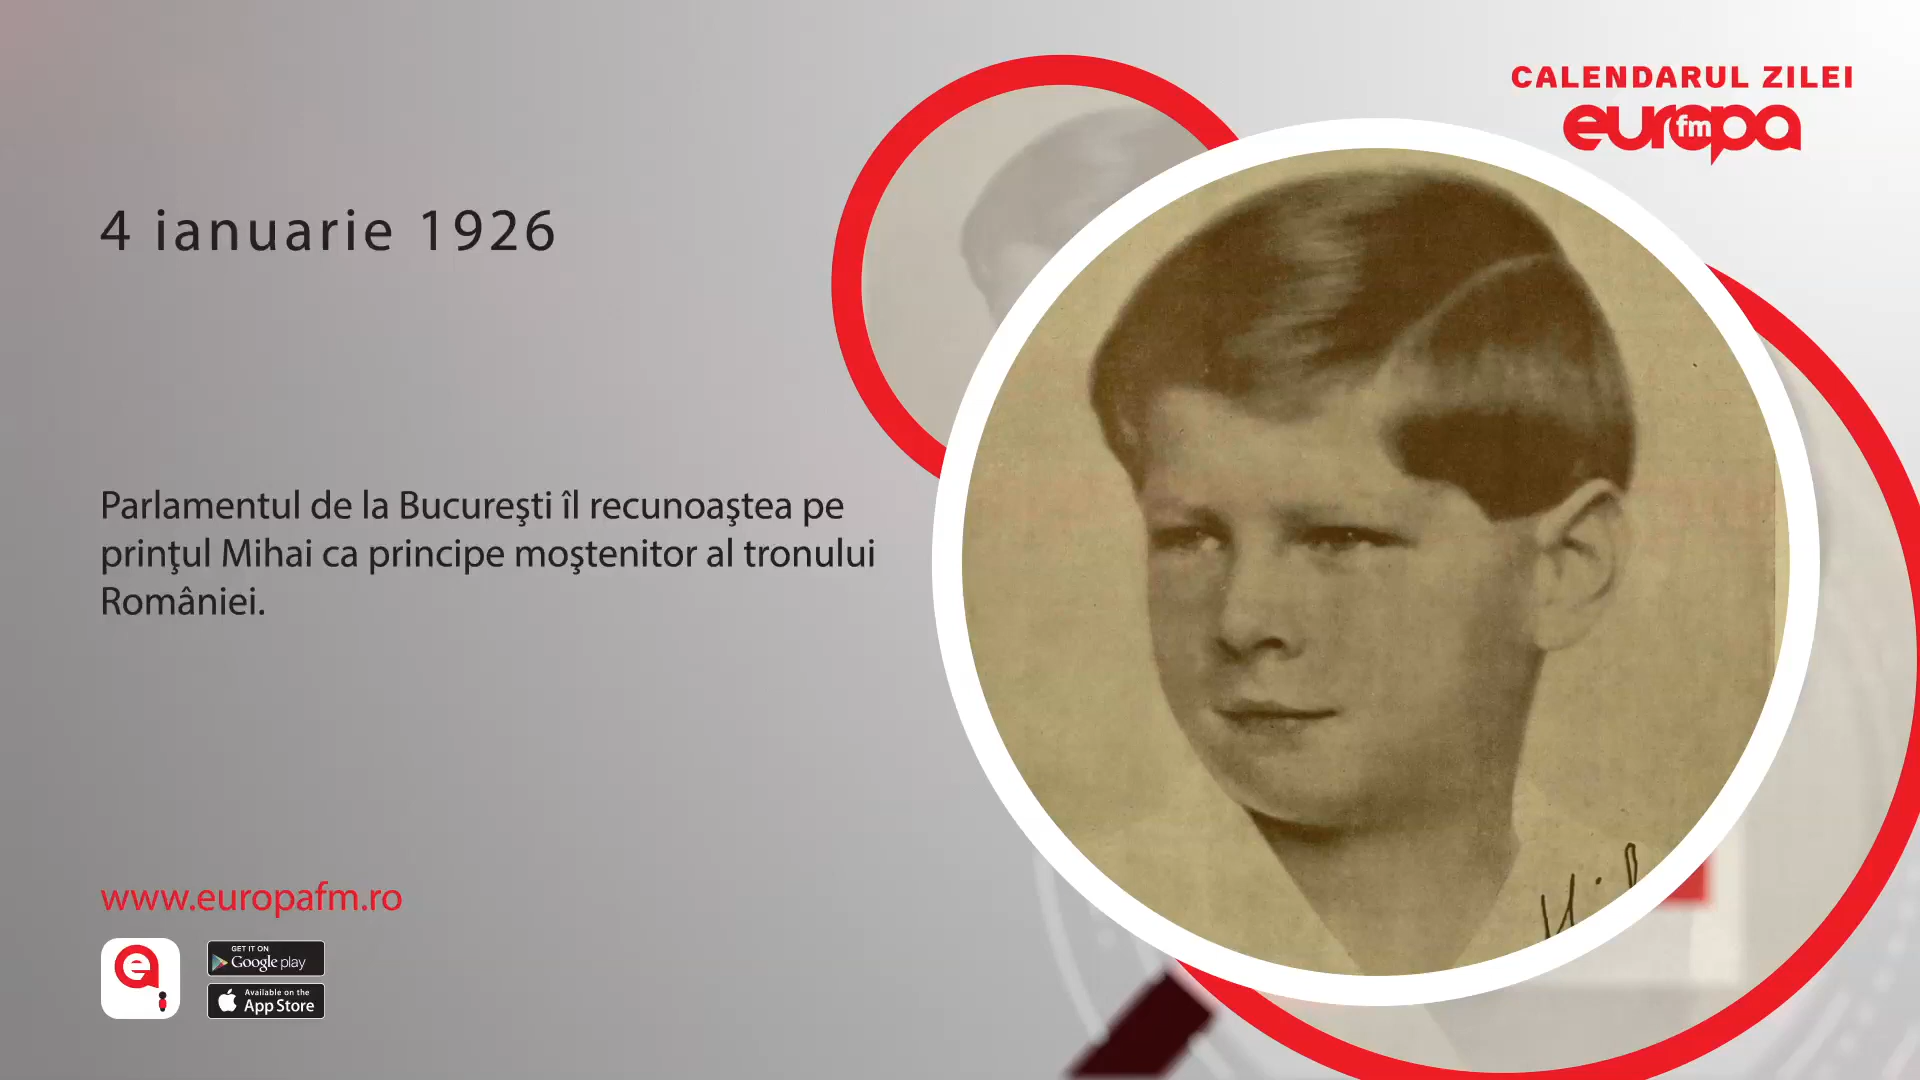 CALENDARUL ZILEI
europa fm
4 ianuarie 1926
Parlamentul de la Bucureşti îl recunoaştea pe
prinţul Mihai ca principe moştenitor al tronului
României.
www.europafm.ro
e
GET IT ON
Google play
Available on the
App Store